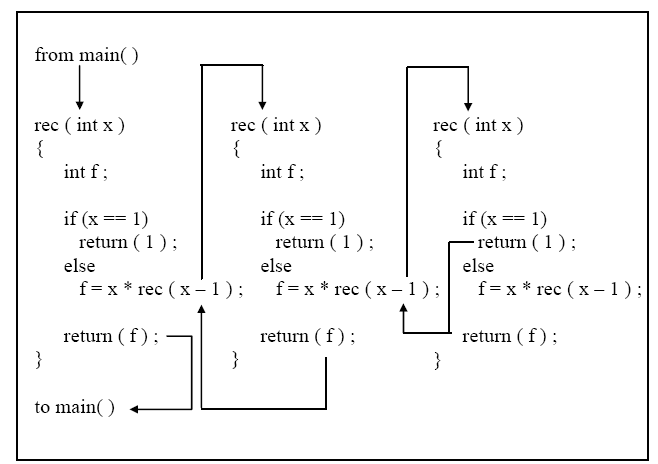 from main( )
rec ( int x )
{
int f ;
if (x == 1)
return ( 1 ) ;
else
f = x * rec ( x – 1 ) ;
return ( f ) ;
}
to main( )
rec ( int x )
{
int f ;
if (x == 1)
return ( 1 ) ;
else
f = x * rec ( x – 1 ) ;
return ( f ) ;
}
rec ( int x )
{
int f ;
if (x == 1)
return ( 1 ) ;
else
f = x * rec ( x – 1 ) ;
return ( f ) ;
}